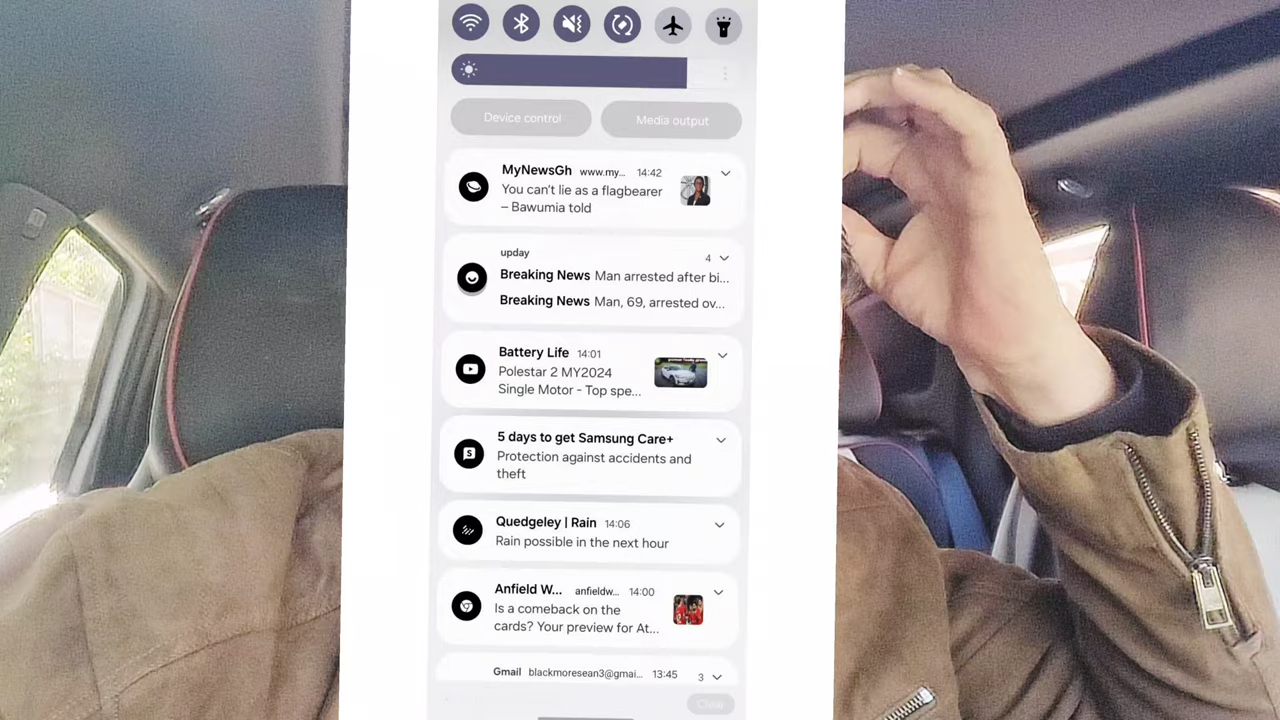 Device control
Media output
MyNewsGh www.my... 14:42
You can't lie as a flagbearer
– Bawumia told
upday 4
Breaking News Man arrested after bi...
Breaking News Man, 69, arrested ov...
Battery Life 14:01
Polestar 2 MY2024
Single Motor - Top spe...
5 days to get Samsung Care+
Protection against accidents and
theft
Quedgeley | Rain 14:06
Rain possible in the next hour
Anfield W... anfieldw... 14:00
Is a comeback on the
cards? Your preview for At...
Gmail blackmoresean3@gmai... 13:45 3
Clear